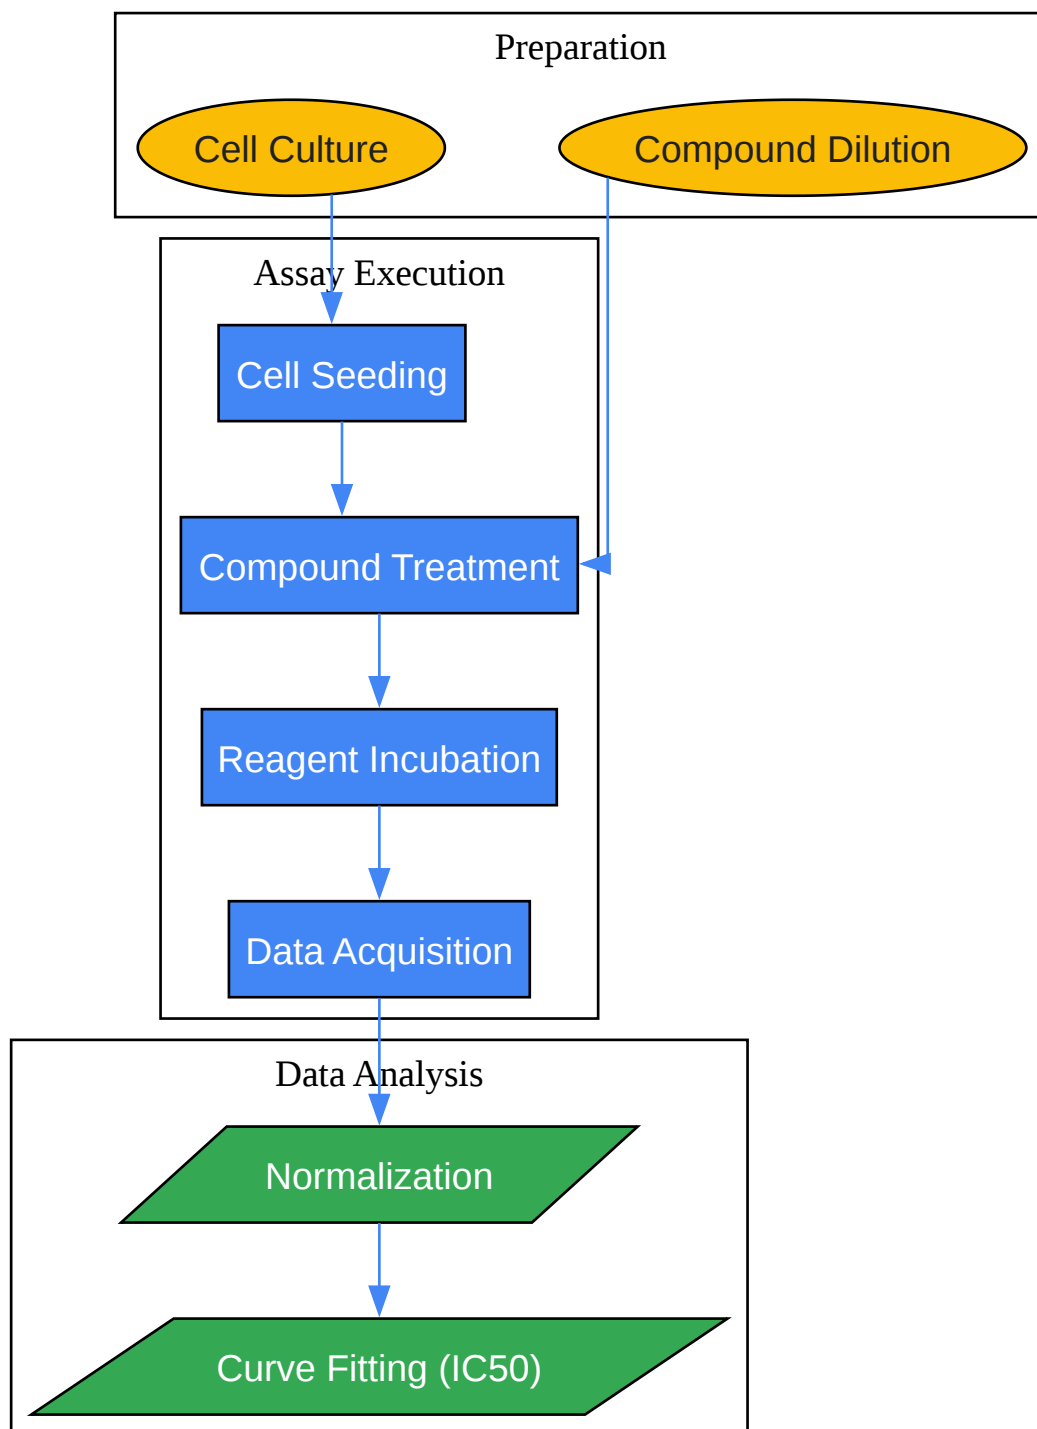 Preparation
Cell Culture
Compound Dilution
Assay Execution
Cell Seeding
Compound Treatment
Reagent Incubation
Data Acquisition
Data Analysis
Normalization
Curve Fitting (IC50)